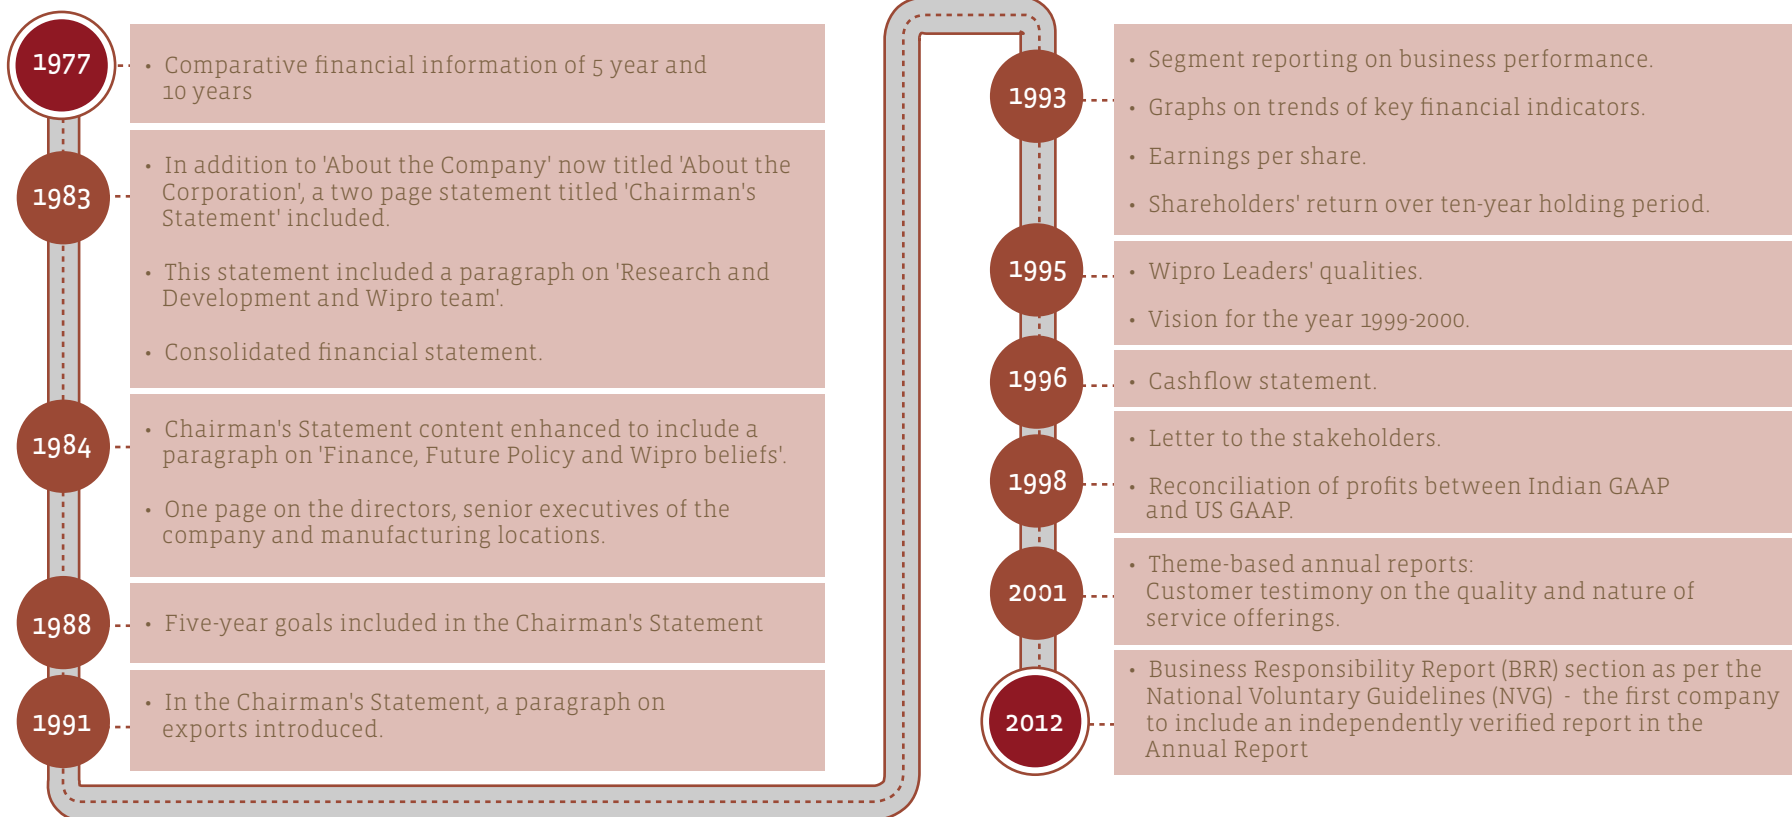 1977
• Comparative financial information of 5 year and
10 years
1983
• In addition to 'About the Company' now titled 'About the
Corporation', a two page statement titled 'Chairman's
Statement' included.
• This statement included a paragraph on 'Research and
Development and Wipro team'.
• Consolidated financial statement.
1984
• Chairman's Statement content enhanced to include a
paragraph on 'Finance, Future Policy and Wipro beliefs'.
• One page on the directors, senior executives of the
company and manufacturing locations.
1988
• Five-year goals included in the Chairman's Statement
1991
• In the Chairman's Statement, a paragraph on
exports introduced.
1993
• Segment reporting on business performance.
• Graphs on trends of key financial indicators.
• Earnings per share.
• Shareholders' return over ten-year holding period.
1995
• Wipro Leaders' qualities.
• Vision for the year 1999-2000.
1996
• Cashflow statement.
1998
• Letter to the stakeholders.
• Reconciliation of profits between Indian GAAP
and US GAAP.
2001
• Theme-based annual reports:
Customer testimony on the quality and nature of
service offerings.
2012
• Business Responsibility Report (BRR) section as per the
National Voluntary Guidelines (NVG) - the first company
to include an independently verified report in the
Annual Report